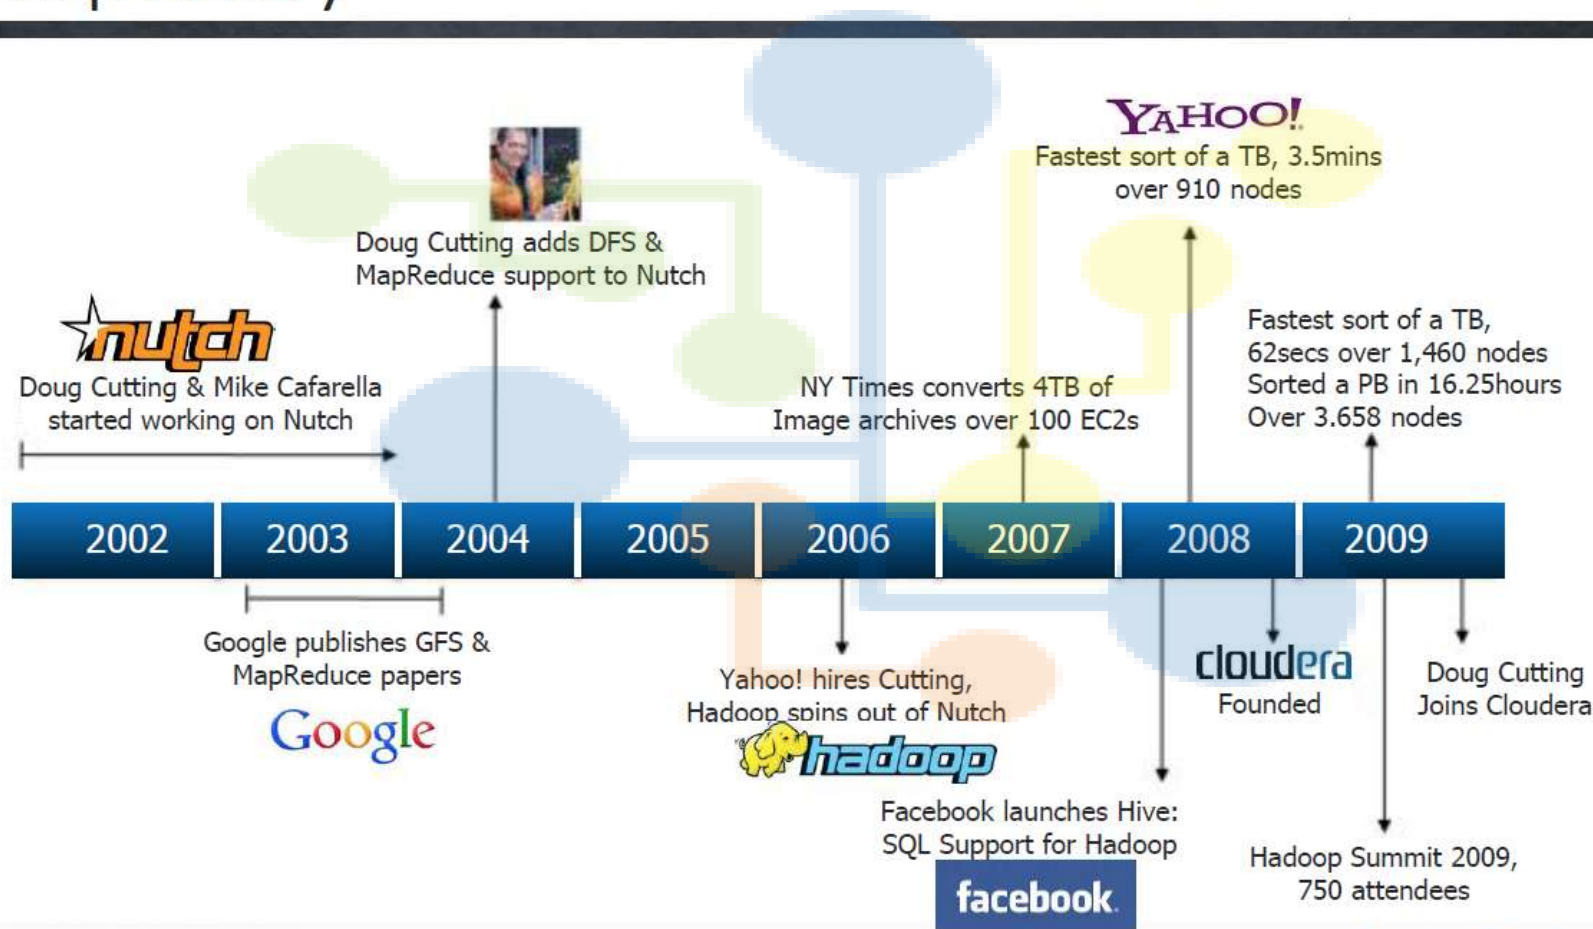 YAHOO!
Fastest sort of a TB, 3.5mins
over 910 nodes
Doug Cutting adds DFS &
MapReduce support to Nutch
nutch
Doug Cutting & Mike Cafarella
started working on Nutch
NY Times converts 4TB of
Image archives over 100 EC2s
Fastest sort of a TB,
62secs over 1,460 nodes
Sorted a PB in 16.25hours
Over 3.658 nodes
2002
2003
2004
2005
2006
2007
2008
2009
Google publishes GFS &
MapReduce papers
Google
Yahoo! hires Cutting,
Hadoop spins out of Nutch
hadoop
Facebook launches Hive:
SQL Support for Hadoop
facebook
cloudera
Founded
Doug Cutting
Joins Cloudera
Hadoop Summit 2009,
750 attendees